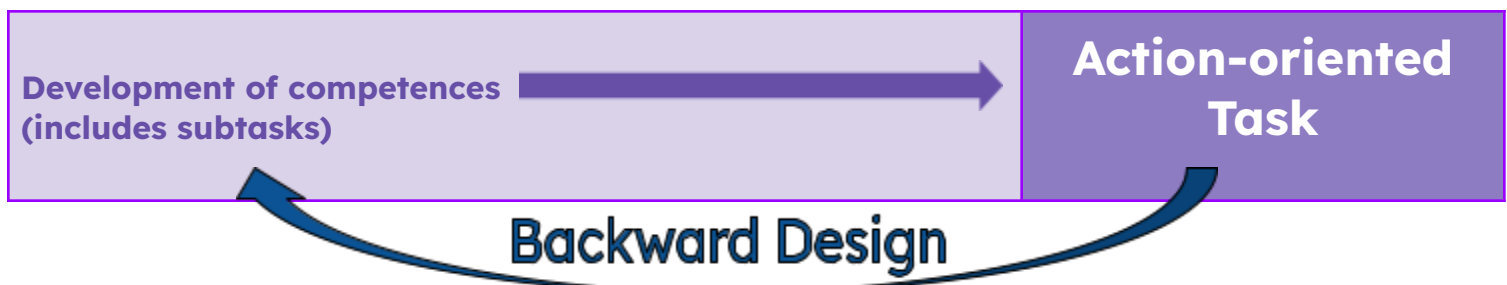 Development of competences
(includes subtasks)
Action-oriented
Task
Backward Design